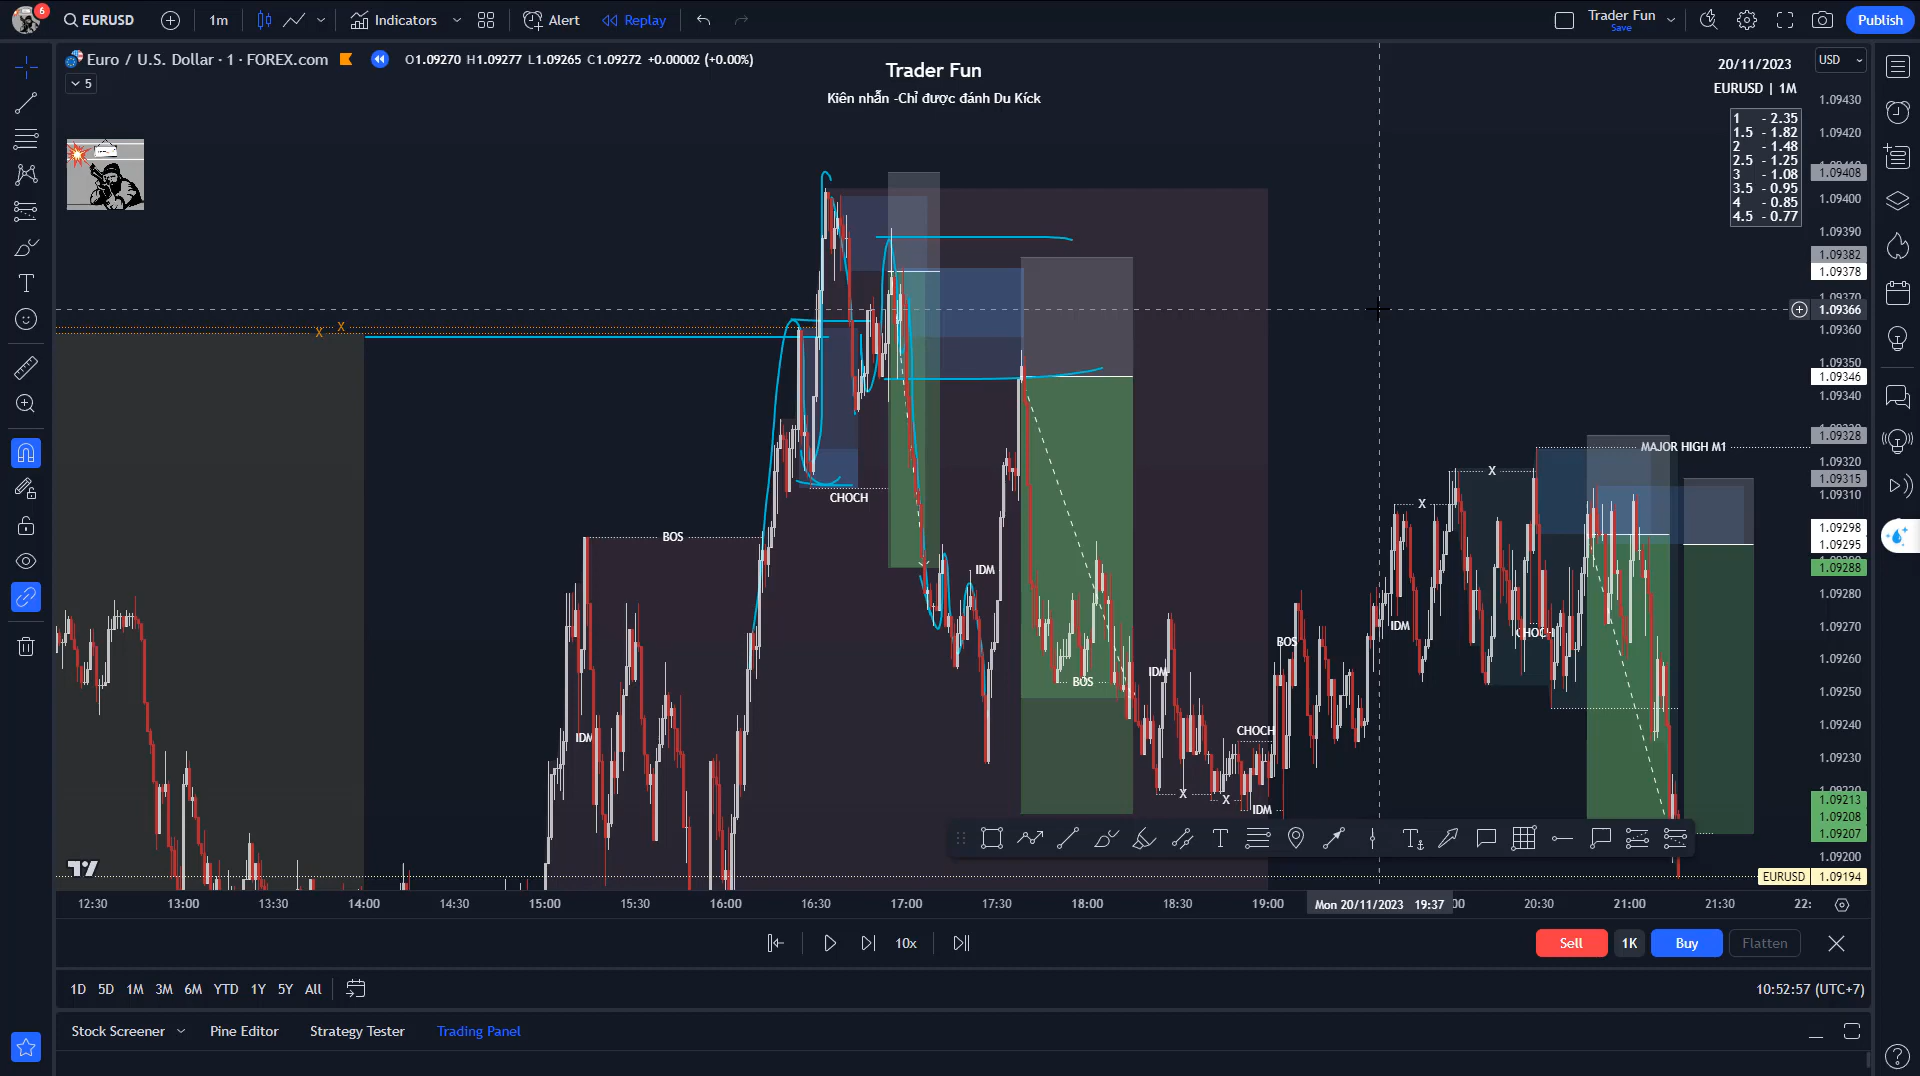 6
EURUSD
1m
Indicators
Alert
Replay
Trader Fun
Save
Publish
Euro / U.S. Dollar · 1 · FOREX.com
O1.09270 H1.09277 L1.09265 C1.09272 +0.00002 (+0.00%)
5
Trader Fun
Kiên nhẫn -Chỉ được đánh Du Kích
20/11/2023
EURUSD | 1M
USD
1 - 2.35
1.5 - 1.82
2 - 1.48
2.5 - 1.25
3 - 1.08
3.5 - 0.95
4 - 0.85
4.5 - 0.77
1.09430
1.09420
1.09408
1.09400
1.09390
1.09382
1.09378
1.09366
1.09360
1.09350
1.09346
1.09340
1.09328
1.09320
1.09315
1.09310
1.09298
1.09295
1.09288
1.09280
1.09270
1.09260
1.09250
1.09240
1.09230
1.09213
1.09208
1.09207
1.09200
EURUSD 1.09194
X X
MAJOR HIGH M1
X
CHOCH
X
BOS
IDM
IDM
CHOCH
BOS
IDM
BOS
IDM
CHOCH
IDM
X
X
IDM
12:30 13:00 13:30 14:00 14:30 15:00 15:30 16:00 16:30 17:00 17:30 18:00 18:30 19:00 Mon 20/11/2023 19:37 :00 20:30 21:00 21:30 22:
10x
Sell
1K
Buy
Flatten
1D 5D 1M 3M 6M YTD 1Y 5Y All
10:52:57 (UTC+7)
Stock Screener
Pine Editor
Strategy Tester
Trading Panel